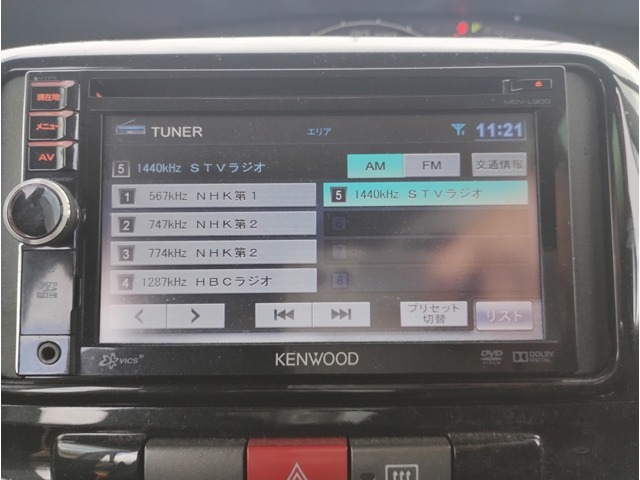 現在地
メニュー
AV
MDV-L300
TUNER
エリア
11:21
5 1440kHz STVラジオ
AM
FM
交通情報
1 567kHz NHK第1
5 1440kHz STVラジオ
2 747kHz NHK第2
6
3 774kHz NHK第2
7
4 1287kHz HBCラジオ
8
プリセット
切替
リスト
VICS
KENWOOD
DVD
DOLBY
DIGITAL